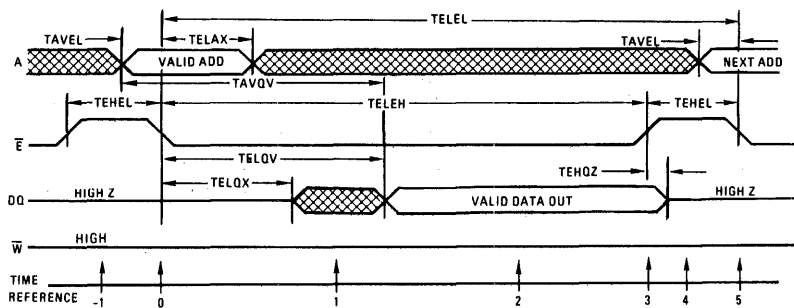 TELEL
TAVEL TELAX TAVEL
A VALID ADD NEXT ADD
TAVQV
TEHEL TELEH TEHEL
E
TELQV
TELQX TEHQZ
DQ HIGH Z VALID DATA OUT HIGH Z
W HIGH
TIME
REFERENCE -1 0 1 2 3 4 5